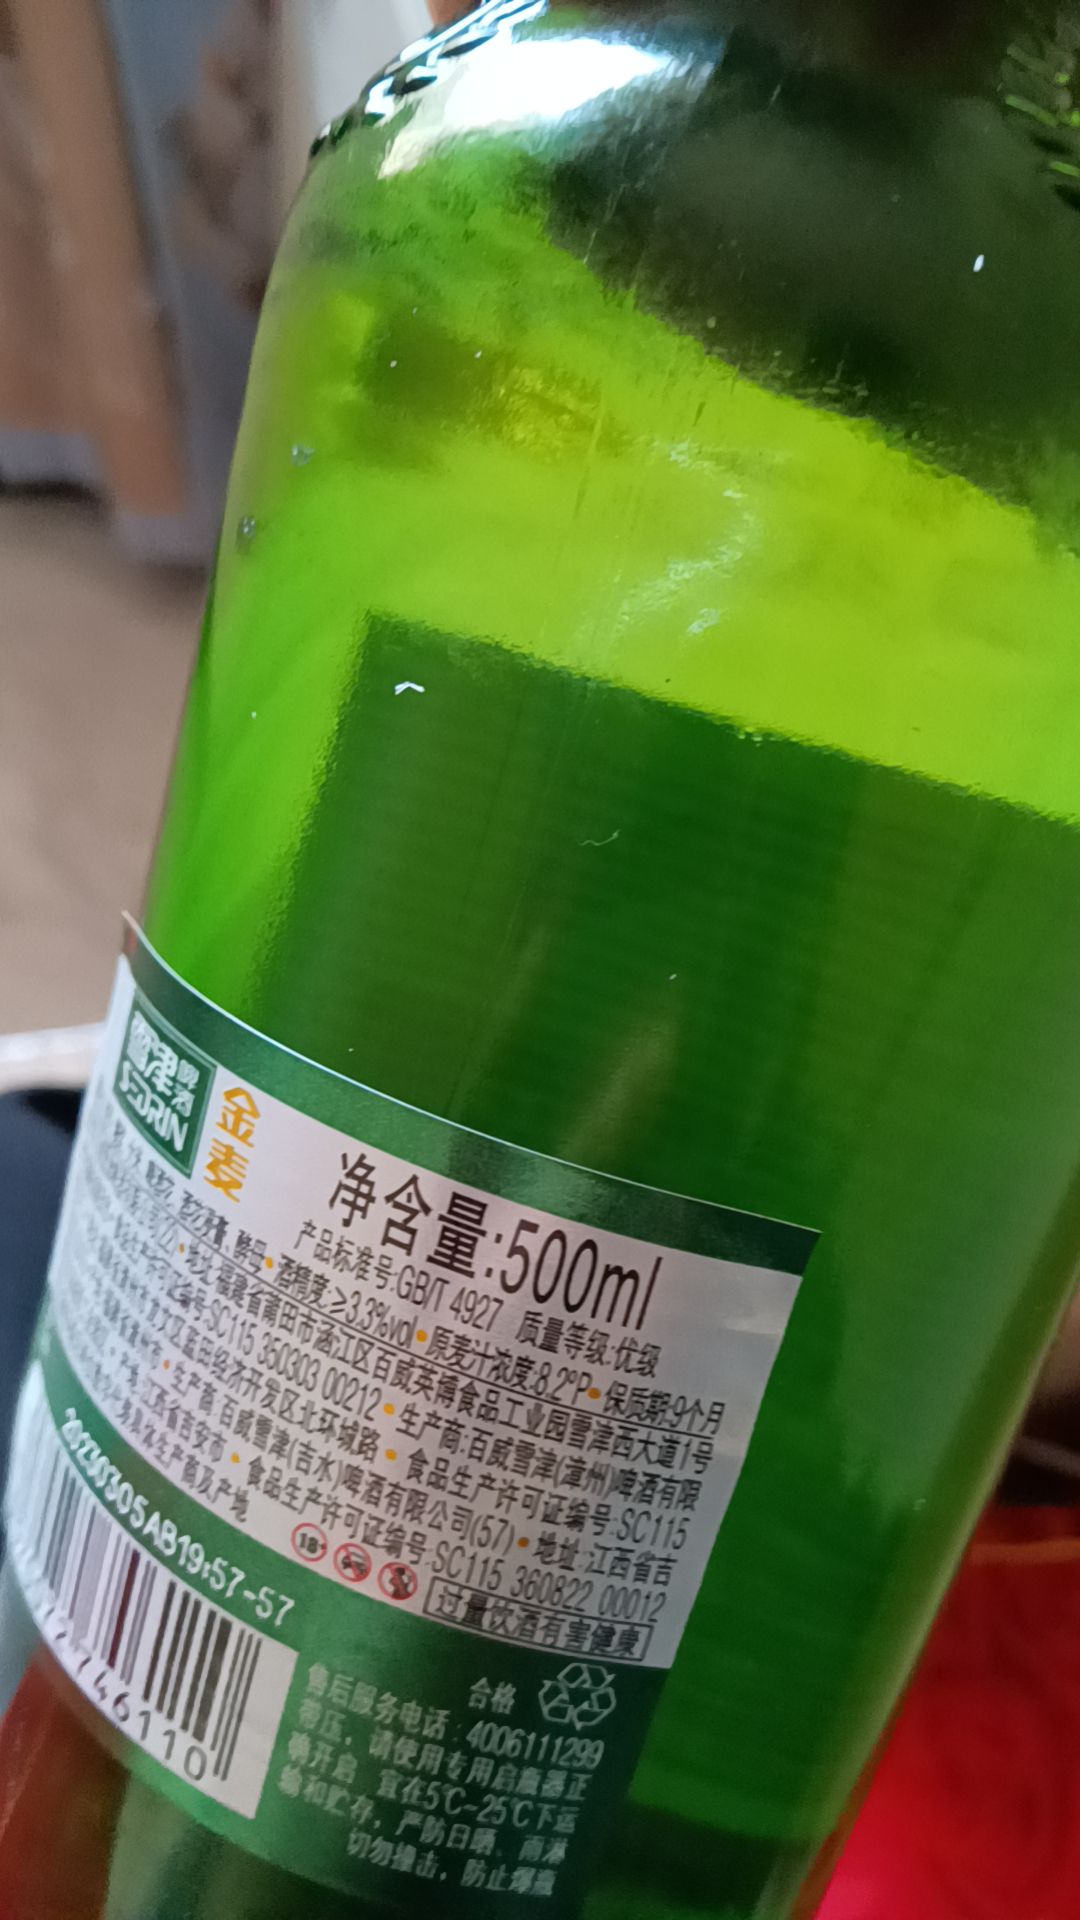 雪津
啤酒
SEDRIN
金麦
净含量:500ml
产品标准号:GB/T 4927 质量等级:优级
酵母•酒精度:≥3.3%vol•原麦汁浓度:8.2°P•保质期:9个月
地址:福建省莆田市涵江区百威英博食品工业园雪津西大道1号
编号:SC115 350303 00212•生产商:百威雪津(漳州)啤酒有限
蓝田经济开发区北环城路•食品生产许可证编号:SC115
•生产商:百威雪津(吉水)啤酒有限公司(57)•地址:江西省吉
江西省吉安市•食品生产许可证编号:SC115 360822 00012
生产商及产地
18+
过量饮酒有害健康
20230305AB19:57-57
746110
合格
售后服务电话:4006111299
带压,请使用专用启瓶器正
确开启 宜在5℃-25℃下运
输和贮存,严防日晒、雨淋
切勿撞击,防止爆瓶